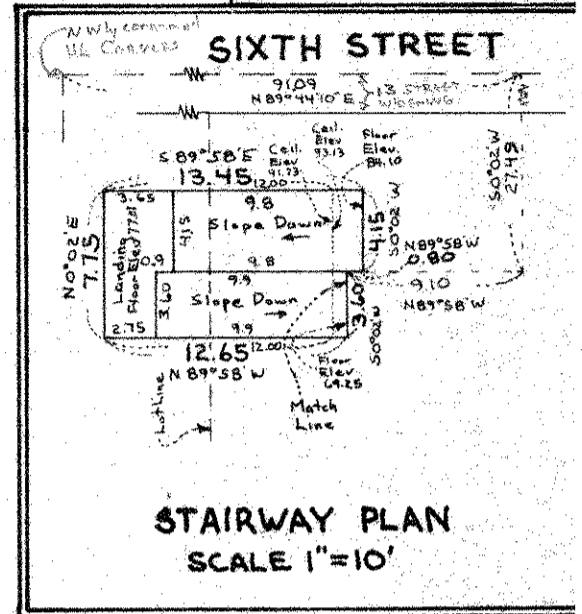 N'Wly corner of
SIXTH STREET
91.09
N 89°44'10" E
13 STREET
WIDENING
S 89°58' E
13.45
12.00
Ceil.
Elev
91.73
Ceil.
Elev
93.13
Floor
Elev.
84.10
S0°02' W
27.45
3.65
9.8
4.15
Slope Down
4.15
S0°02' W
N0°02' E
7.75
Landing
Floor Elev 77.01
0.9
9.8
N89°58' W
0.80
9.9
3.60
Slope Down
3.60
S0°02' W
9.10
N89°58' W
2.75
9.9
12.65
12.00
N 89°58' W
Floor
Elev
69.25
Lot Line
Match
Line
STAIRWAY PLAN
SCALE 1"=10'